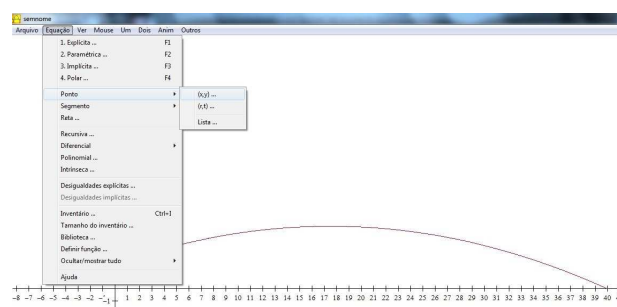 semnome
Arquivo Equação Ver Mouse Um Dois Anim Outros
1. Explícita ... F1
2. Paramétrica ... F2
3. Implícita ... F3
4. Polar ... F4
Ponto
(x,y) ...
Segmento
(r,t) ...
Reta ...
Lista ...
Recursiva ...
Diferencial
Polinomial ...
Intrínseca ...
Desigualdades explícitas ...
Desigualdades implícitas ...
Inventário ... Ctrl+I
Tamanho do inventário ...
Biblioteca ...
Definir função ...
Ocultar/mostrar tudo
Ajuda
-8 -7 -6 -5 -4 -3 -2 -1 1 2 3 4 5 6 7 8 9 10 11 12 13 14 15 16 17 18 19 20 21 22 23 24 25 26 27 28 29 30 31 32 33 34 35 36 37 38 39 40